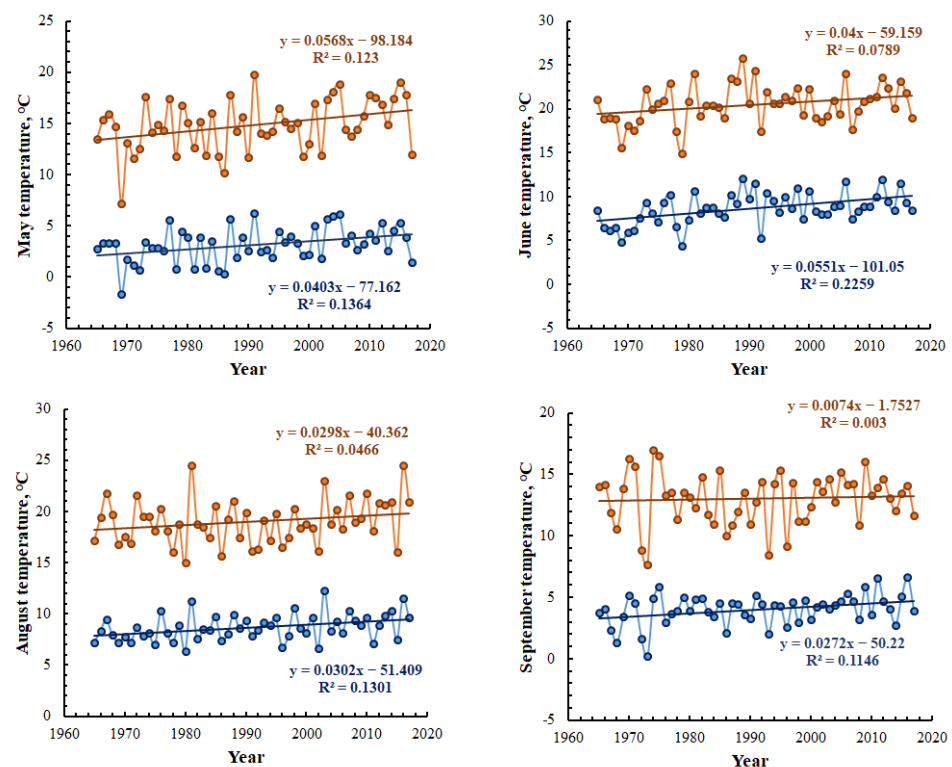 25
20
15
10
5
0
-5
May temperature, °C
y = 0.0568x − 98.184
R² = 0.123
y = 0.0403x − 77.162
R² = 0.1364
1960 1970 1980 1990 2000 2010 2020
Year
30
25
20
15
10
5
0
-5
June temperature, °C
y = 0.04x − 59.159
R² = 0.0789
y = 0.0551x − 101.05
R² = 0.2259
1960 1970 1980 1990 2000 2010 2020
Year
30
25
20
15
10
5
0
August temperature, °C
y = 0.0298x − 40.362
R² = 0.0466
y = 0.0302x − 51.409
R² = 0.1301
1960 1970 1980 1990 2000 2010 2020
Year
20
15
10
5
0
-5
September temperature, °C
y = 0.0074x − 1.7527
R² = 0.003
y = 0.0272x − 50.22
R² = 0.1146
1960 1970 1980 1990 2000 2010 2020
Year